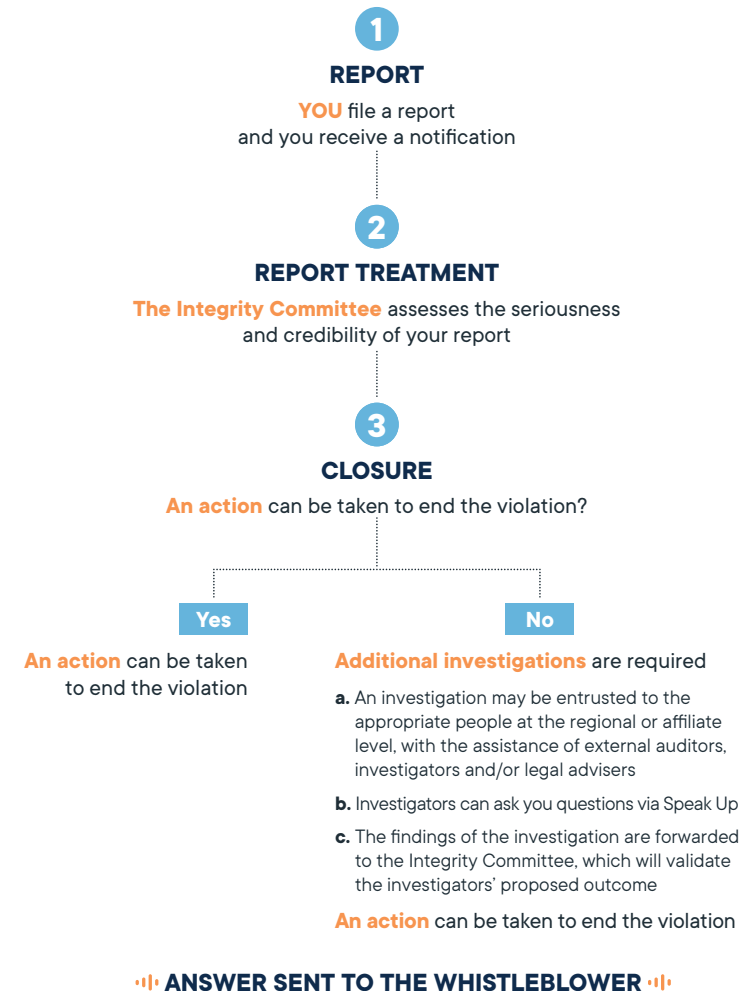 1
REPORT
YOU file a report
and you receive a notification
2
REPORT TREATMENT
The Integrity Committee assesses the seriousness
and credibility of your report
3
CLOSURE
An action can be taken to end the violation?
Yes
An action can be taken
to end the violation
No
Additional investigations are required
a. An investigation may be entrusted to the
appropriate people at the regional or affiliate
level, with the assistance of external auditors,
investigators and/or legal advisers
b. Investigators can ask you questions via Speak Up
c. The findings of the investigation are forwarded
to the Integrity Committee, which will validate
the investigators’ proposed outcome
An action can be taken to end the violation
ANSWER SENT TO THE WHISTLEBLOWER